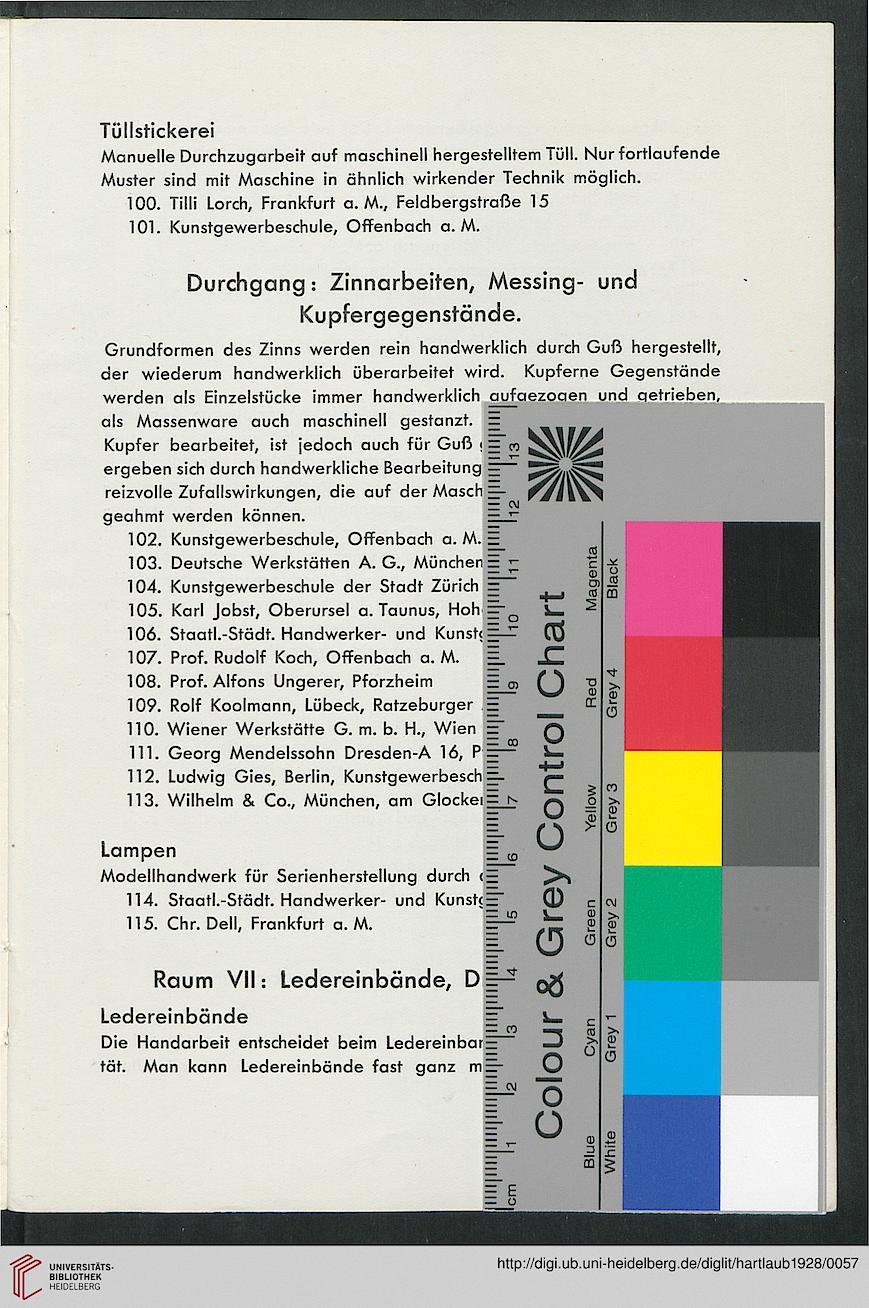 Tüllstickerei
Manuelle Durchzugarbeit auf maschinell hergestelltem Tüll. Nur fortlaufende
Muster sind mit Maschine in ähnlich wirkender Technik möglich.
100. Tilli Lorch, Frankfurt a. M., Feldbergstraße 15
101. Kunstgewerbeschule, Offenbach a. M.
Durchgang: Zinnarbeiten, Messing- und
Kupfergegenstände.
Grundformen des Zinns werden rein handwerklich durch Guß hergestellt,
der wiederum handwerklich überarbeitet wird. Kupferne Gegenstände
werden als Einzelstücke immer handwerklich aufgezogen und getrieben,
als Massenware auch maschinell gestanzt.
Kupfer bearbeitet, ist jedoch auch für Guß
ergeben sich durch handwerkliche Bearbeitung
reizvolle Zufallswirkungen, die auf der Masch
geahmt werden können.
102. Kunstgewerbeschule, Offenbach a. M.
103. Deutsche Werkstätten A. G., München
104. Kunstgewerbeschule der Stadt Zürich
105. Karl Jobst, Oberursel a. Taunus, Hoh
106. Staatl.-Städt. Handwerker- und Kunstg
107. Prof. Rudolf Koch, Offenbach a. M.
108. Prof. Alfons Ungerer, Pforzheim
109. Rolf Koolmann, Lübeck, Ratzeburger
110. Wiener Werkstätte G. m. b. H., Wien
111. Georg Mendelssohn Dresden-A 16, P
112. Ludwig Gies, Berlin, Kunstgewerbesch
113. Wilhelm & Co., München, am Glocke
Lampen
Modellhandwerk für Serienherstellung durch
114. Staatl.-Städt. Handwerker- und Kunstg
115. Chr. Dell, Frankfurt a. M.
Raum VII: Ledereinbände, D
Ledereinbände
Die Handarbeit entscheidet beim Ledereinban
tät. Man kann Ledereinbände fast ganz m
cm 1 2 3 4 5 6 7 8 9 10 11 12 13
Colour & Grey Control Chart
Blue Cyan Green Yellow Red Magenta
White Grey 1 Grey 2 Grey 3 Grey 4 Black
UNIVERSITÄTS-
BIBLIOTHEK
HEIDELBERG
http://digi.ub.uni-heidelberg.de/diglit/hartlaub1928/0057